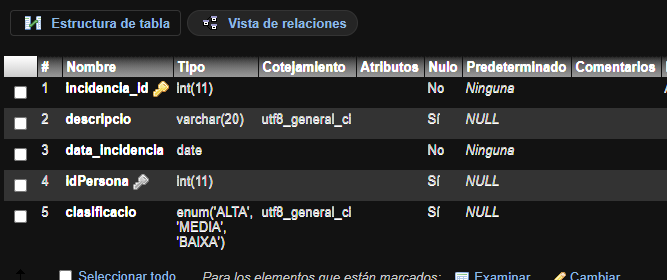 Estructura de tabla Vista de relaciones
# Nombre Tipo Cotejamiento Atributos Nulo Predeterminado Comentarios
1 incidencia_id int(11) No Ninguna
2 descripcio varchar(20) utf8_general_ci Sí NULL
3 data_incidencia date No Ninguna
4 idPersona int(11) Sí NULL
5 clasificacio enum('ALTA', utf8_general_ci Sí NULL
'MEDIA',
'BAIXA')
Seleccionar todo Para los elementos que están marcados: Examinar Cambiar